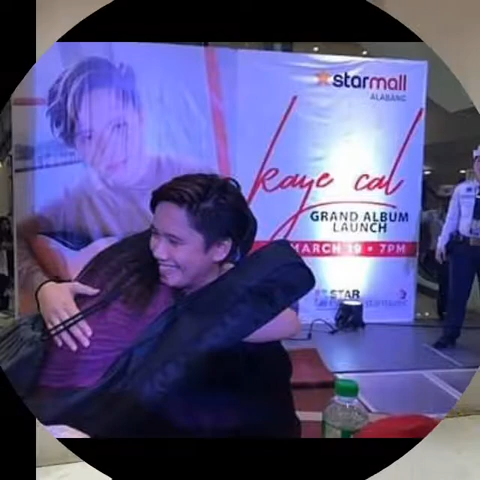 starmall
ALABANG
kaye cal
GRAND ALBUM
LAUNCH
MARCH 19 • 7PM
STAR